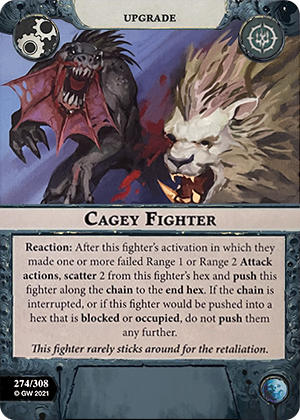 UPGRADE
CAGEY FIGHTER
Reaction: After this fighter's activation in which they
made one or more failed Range 1 or Range 2 Attack
actions, scatter 2 from this fighter's hex and push this
fighter along the chain to the end hex. If the chain is
interrupted, or if this fighter would be pushed into a
hex that is blocked or occupied, do not push them
any further.
This fighter rarely sticks around for the retaliation.
274/308
© GW 2021